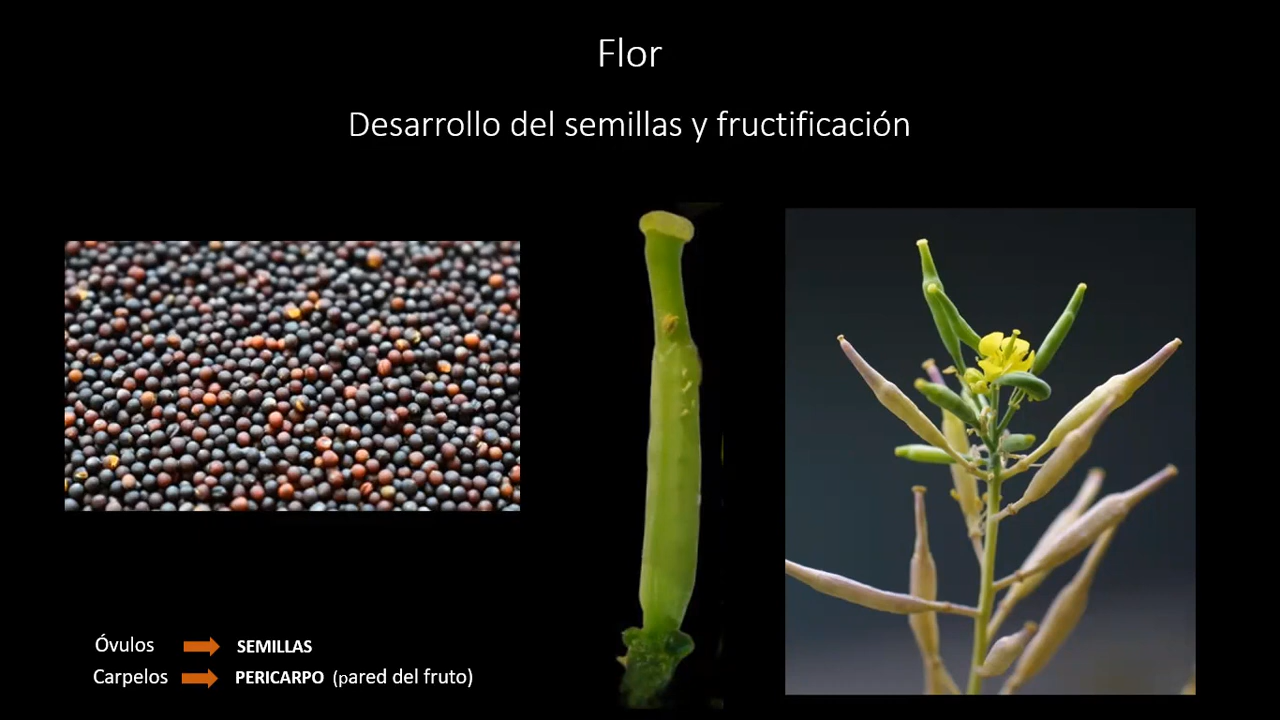 Flor
Desarrollo del semillas y fructificación
Óvulos SEMILLAS
Carpelos PERICARPO (pared del fruto)